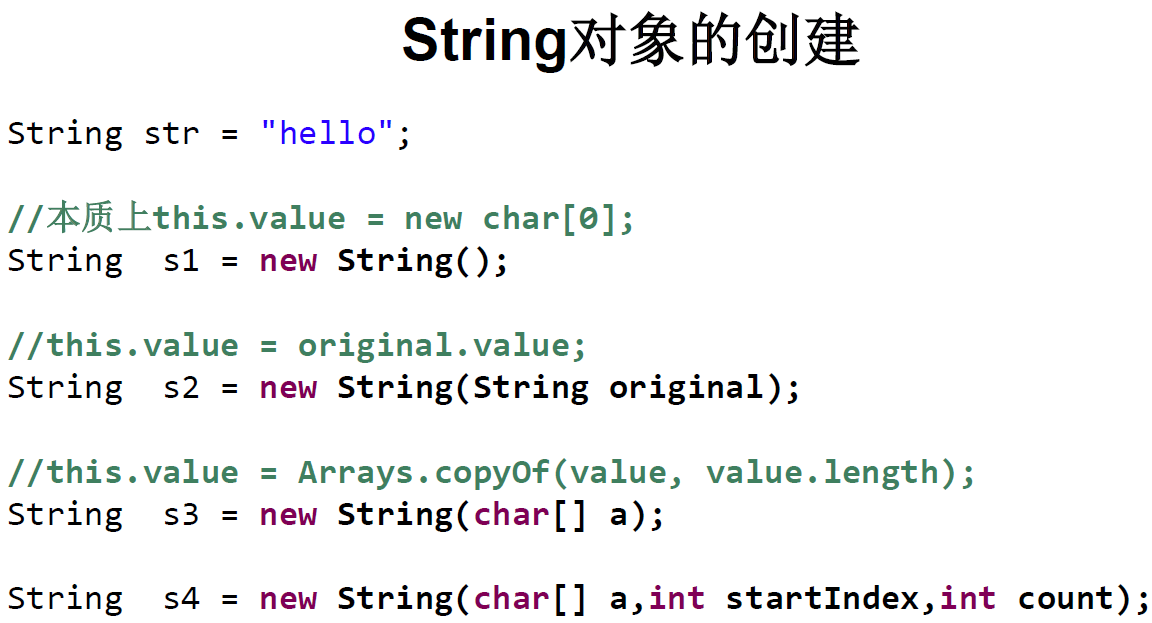 String对象的创建
String str = "hello";
//本质上this.value = new char[0];
String  s1 = new String();
//this.value = original.value;
String  s2 = new String(String original);
//this.value = Arrays.copyOf(value, value.length);
String  s3 = new String(char[] a);
String  s4 = new String(char[] a,int startIndex,int count);